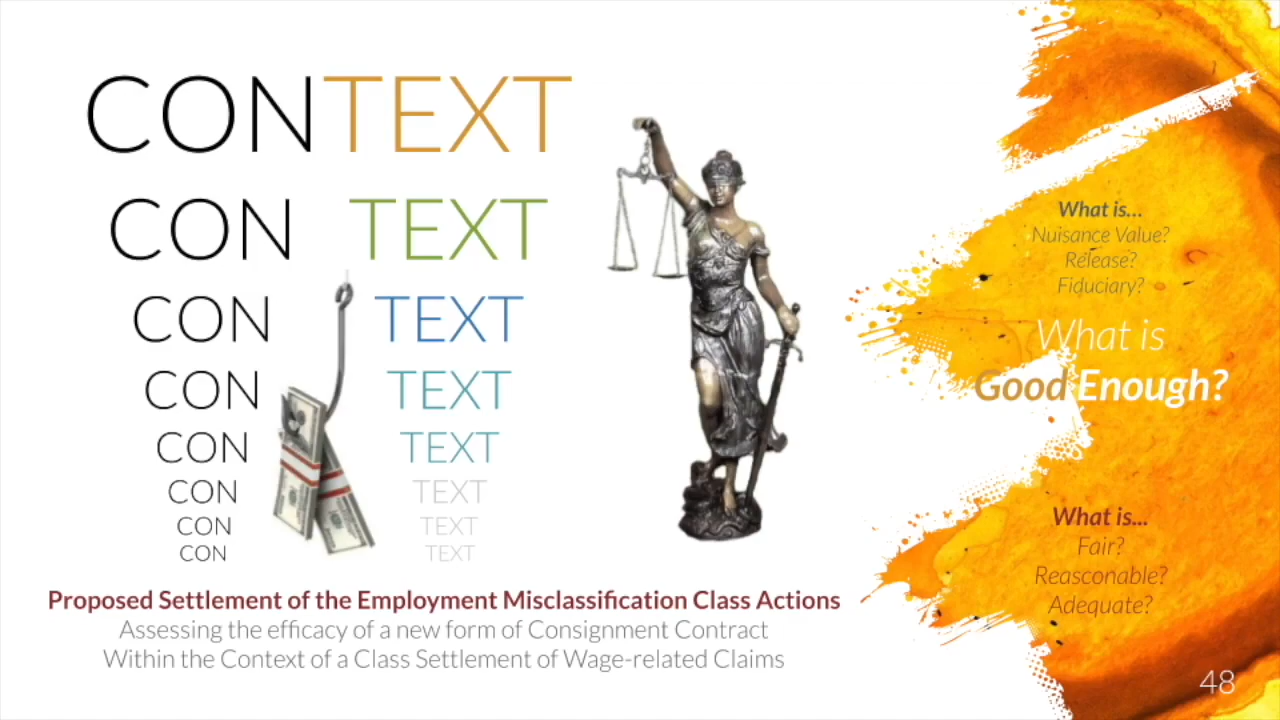 CONTEXT
CON TEXT
CON TEXT
CON TEXT
CON TEXT
CON TEXT
CON TEXT
CON TEXT
Proposed Settlement of the Employment Misclassification Class Actions
Assessing the efficacy of a new form of Consignment Contract
Within the Context of a Class Settlement of Wage-related Claims
What is...
Nuisance Value?
Release?
Fiduciary?
What is
Good Enough?
What is...
Fair?
Reasconable?
Adequate?
48